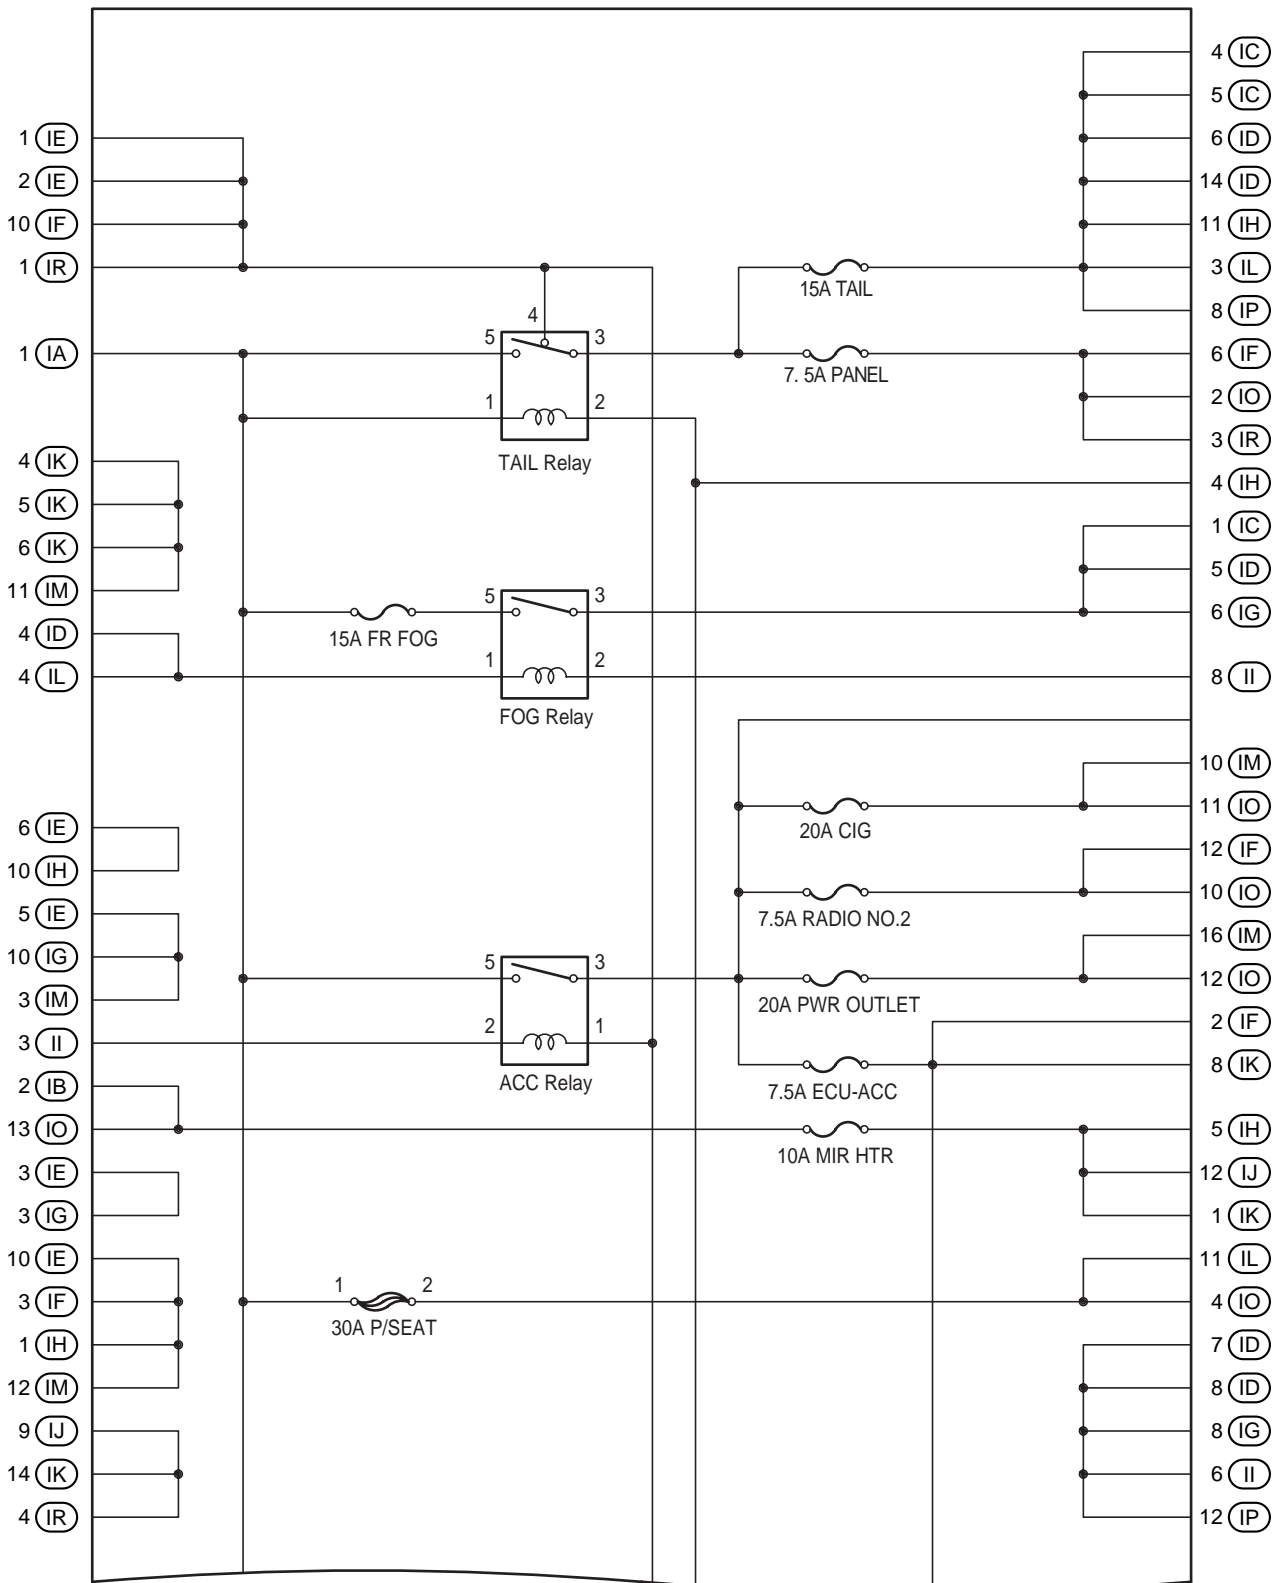 4 IC
5 IC
1 IE
6 ID
2 IE
14 ID
10 IF
11 IH
1 IR
3 IL
15A TAIL
8 IP
4
5
3
1 IA
6 IF
7. 5A PANEL
2 IO
1
2
3 IR
TAIL Relay
4 IK
4 IH
5 IK
1 IC
6 IK
5 ID
11 IM
5
3
15A FR FOG
6 IG
4 ID
1
2
4 IL
8 II
FOG Relay
10 IM
20A CIG
11 IO
6 IE
12 IF
10 IH
7.5A RADIO NO.2
10 IO
5 IE
16 IM
10 IG
5
3
12 IO
3 IM
20A PWR OUTLET
2 IF
3 II
2
1
8 IK
2 IB
ACC Relay
7.5A ECU-ACC
13 IO
5 IH
10A MIR HTR
3 IE
12 IJ
3 IG
1 IK
10 IE
11 IL
3 IF
1
2
4 IO
30A P/SEAT
1 IH
7 ID
12 IM
8 ID
9 IJ
8 IG
14 IK
6 II
4 IR
12 IP